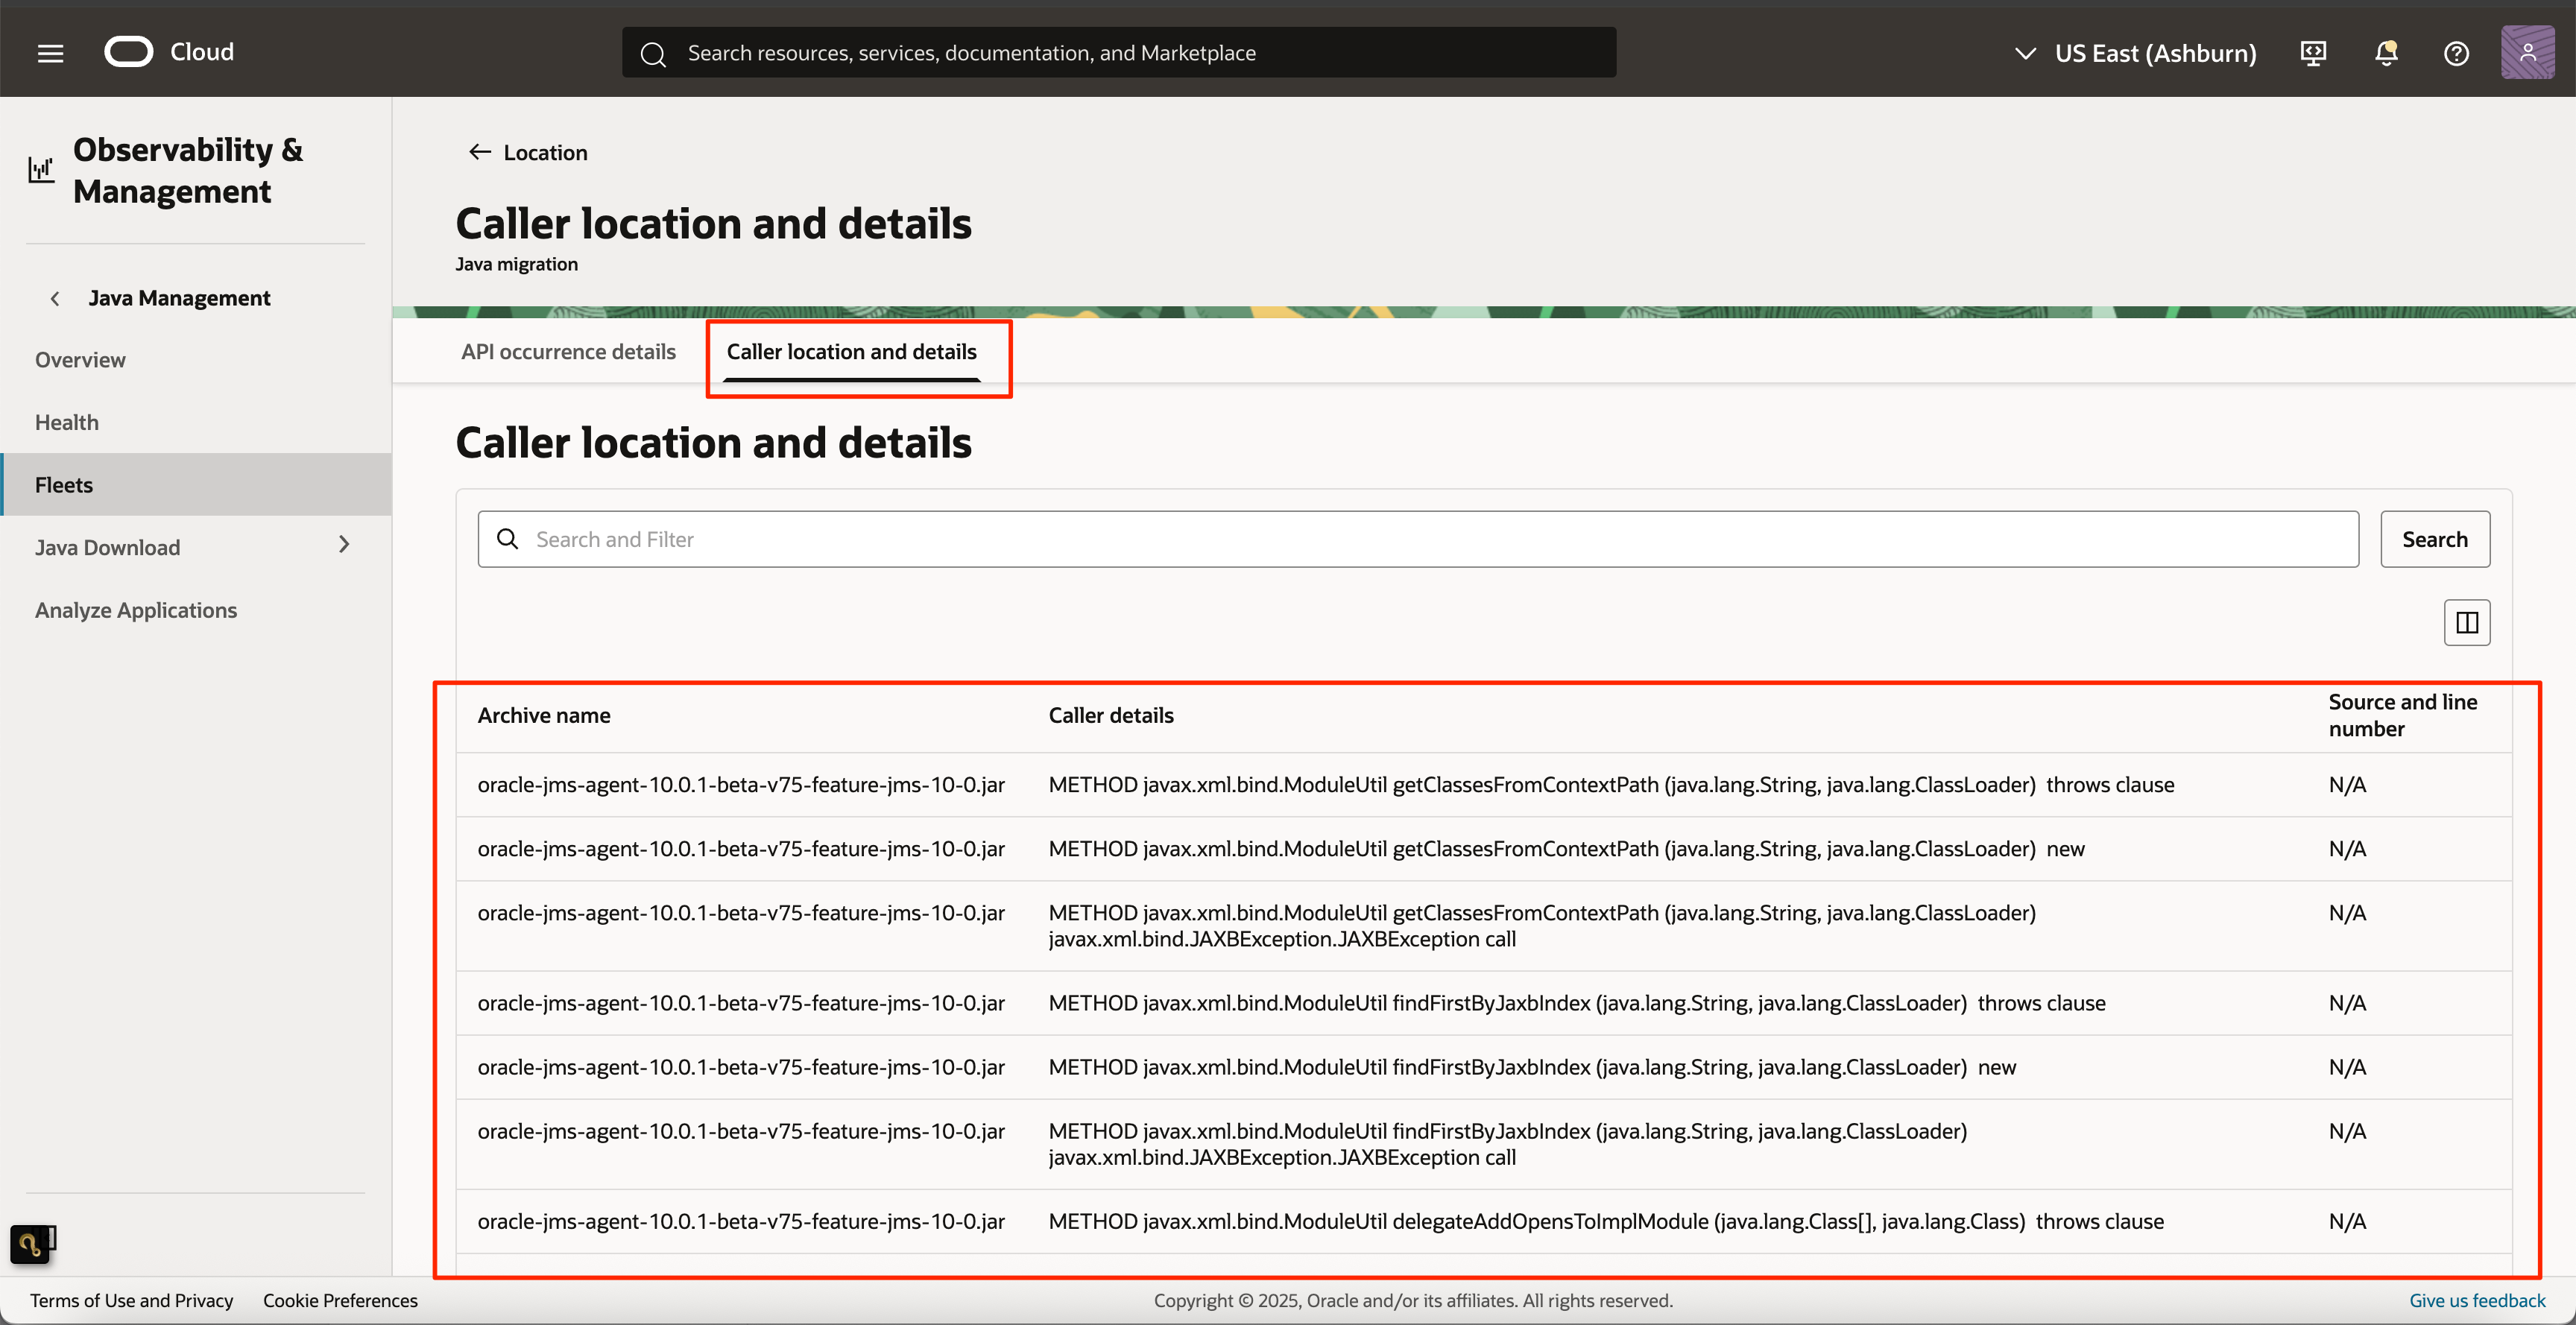 Cloud
Search resources, services, documentation, and Marketplace
US East (Ashburn)
Observability &
Management
Java Management
Overview
Health
Fleets
Java Download
Analyze Applications
Location
Caller location and details
Java migration
API occurrence details
Caller location and details
Caller location and details
Search and Filter
Search
Archive name
Caller details
Source and line
number
oracle-jms-agent-10.0.1-beta-v75-feature-jms-10-0.jar
METHOD javax.xml.bind.ModuleUtil getClassesFromContextPath (java.lang.String, java.lang.ClassLoader) throws clause
N/A
oracle-jms-agent-10.0.1-beta-v75-feature-jms-10-0.jar
METHOD javax.xml.bind.ModuleUtil getClassesFromContextPath (java.lang.String, java.lang.ClassLoader) new
N/A
oracle-jms-agent-10.0.1-beta-v75-feature-jms-10-0.jar
METHOD javax.xml.bind.ModuleUtil getClassesFromContextPath (java.lang.String, java.lang.ClassLoader)
javax.xml.bind.JAXBException.JAXBException call
N/A
oracle-jms-agent-10.0.1-beta-v75-feature-jms-10-0.jar
METHOD javax.xml.bind.ModuleUtil findFirstByJaxbIndex (java.lang.String, java.lang.ClassLoader) throws clause
N/A
oracle-jms-agent-10.0.1-beta-v75-feature-jms-10-0.jar
METHOD javax.xml.bind.ModuleUtil findFirstByJaxbIndex (java.lang.String, java.lang.ClassLoader) new
N/A
oracle-jms-agent-10.0.1-beta-v75-feature-jms-10-0.jar
METHOD javax.xml.bind.ModuleUtil findFirstByJaxbIndex (java.lang.String, java.lang.ClassLoader)
javax.xml.bind.JAXBException.JAXBException call
N/A
oracle-jms-agent-10.0.1-beta-v75-feature-jms-10-0.jar
METHOD javax.xml.bind.ModuleUtil delegateAddOpensToImplModule (java.lang.Class[], java.lang.Class) throws clause
N/A
Terms of Use and Privacy
Cookie Preferences
Copyright © 2025, Oracle and/or its affiliates. All rights reserved.
Give us feedback